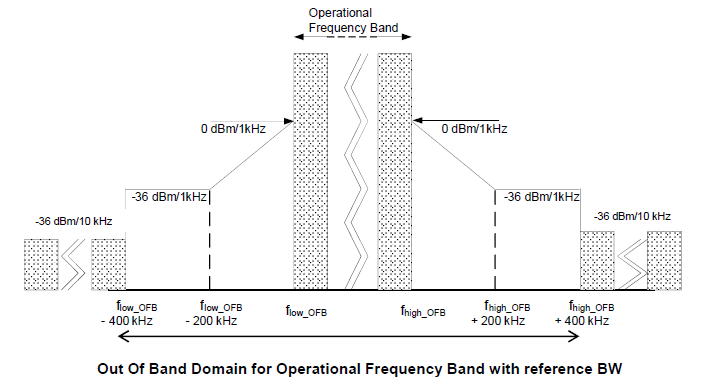 Operational
Frequency Band
0 dBm/1kHz
0 dBm/1kHz
-36 dBm/1kHz
-36 dBm/1kHz
-36 dBm/10 kHz
-36 dBm/10 kHz
flow_OFB
- 400 kHz
flow_OFB
- 200 kHz
flow_OFB
fhigh_OFB
fhigh_OFB
+ 200 kHz
fhigh_OFB
+ 400 kHz
Out Of Band Domain for Operational Frequency Band with reference BW